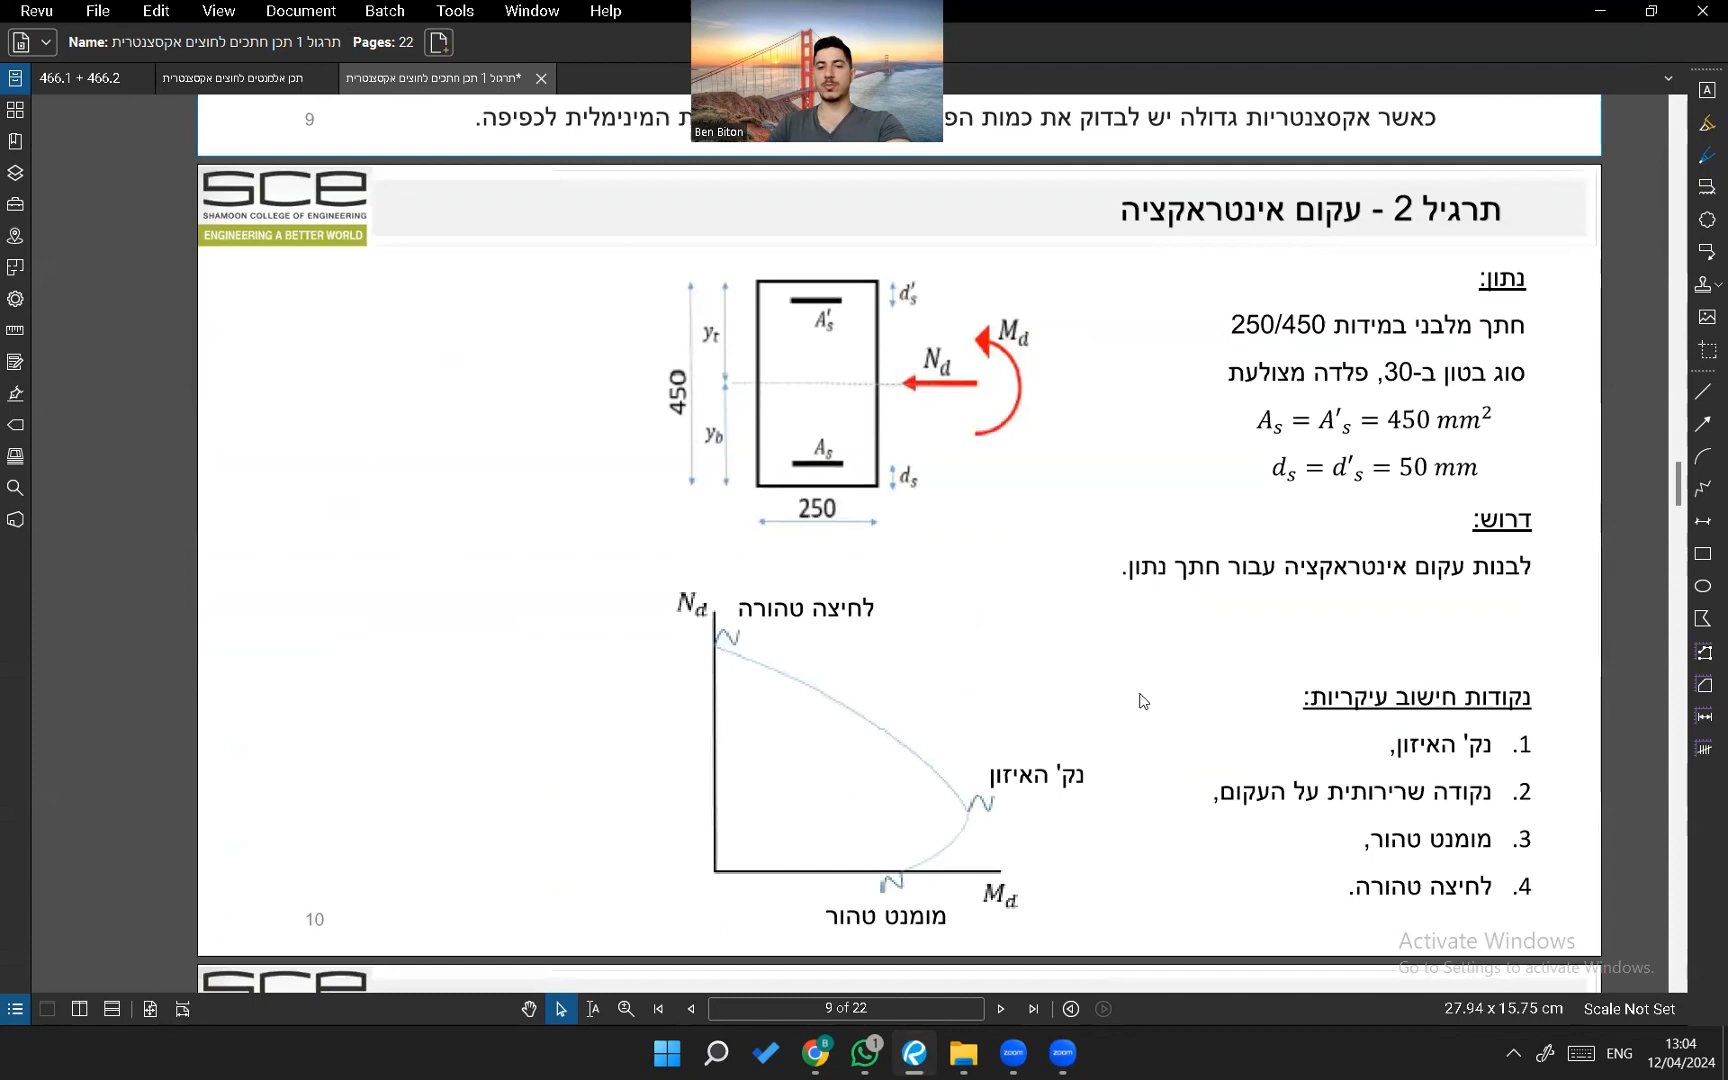 Revu File Edit View Document Batch Tools Window Help
Name: תרגול 1 תכן חתכים לחוצים אקסצנטרית Pages: 22
466.1 + 466.2
תכן אלמנטים לחוצים אקסצנטרית
תרגול 1 תכן חתכים לחוצים אקסצנטרית*
Ben Biton
כאשר אקסצנטריות גדולה יש לבדוק את כמות
המינימלית לכפיפה.
9
SCE
SHAMOON COLLEGE OF ENGINEERING
ENGINEERING A BETTER WORLD
תרגיל 2 - עקום אינטראקציה
נתון:
חתך מלבני במידות 250/450
סוג בטון ב-30, פלדה מצולעת
A_s = A'_s = 450 mm²
d_s = d'_s = 50 mm
דרוש:
לבנות עקום אינטראקציה עבור חתך נתון.
נקודות חישוב עיקריות:
1. נק' האיזון,
2. נקודה שרירותית על העקום,
3. מומנט טהור,
4. לחיצה טהורה.
A'_s
d'_s
y_t
M_d
N_d
450
y_b
A_s
d_s
250
N_d
לחיצה טהורה
נק' האיזון
M_d
מומנט טהור
10
Activate Windows
Go to Settings to activate Windows.
SCE
9 of 22
27.94 x 15.75 cm Scale Not Set
B
1
zoom
zoom
ENG
13:04
12/04/2024